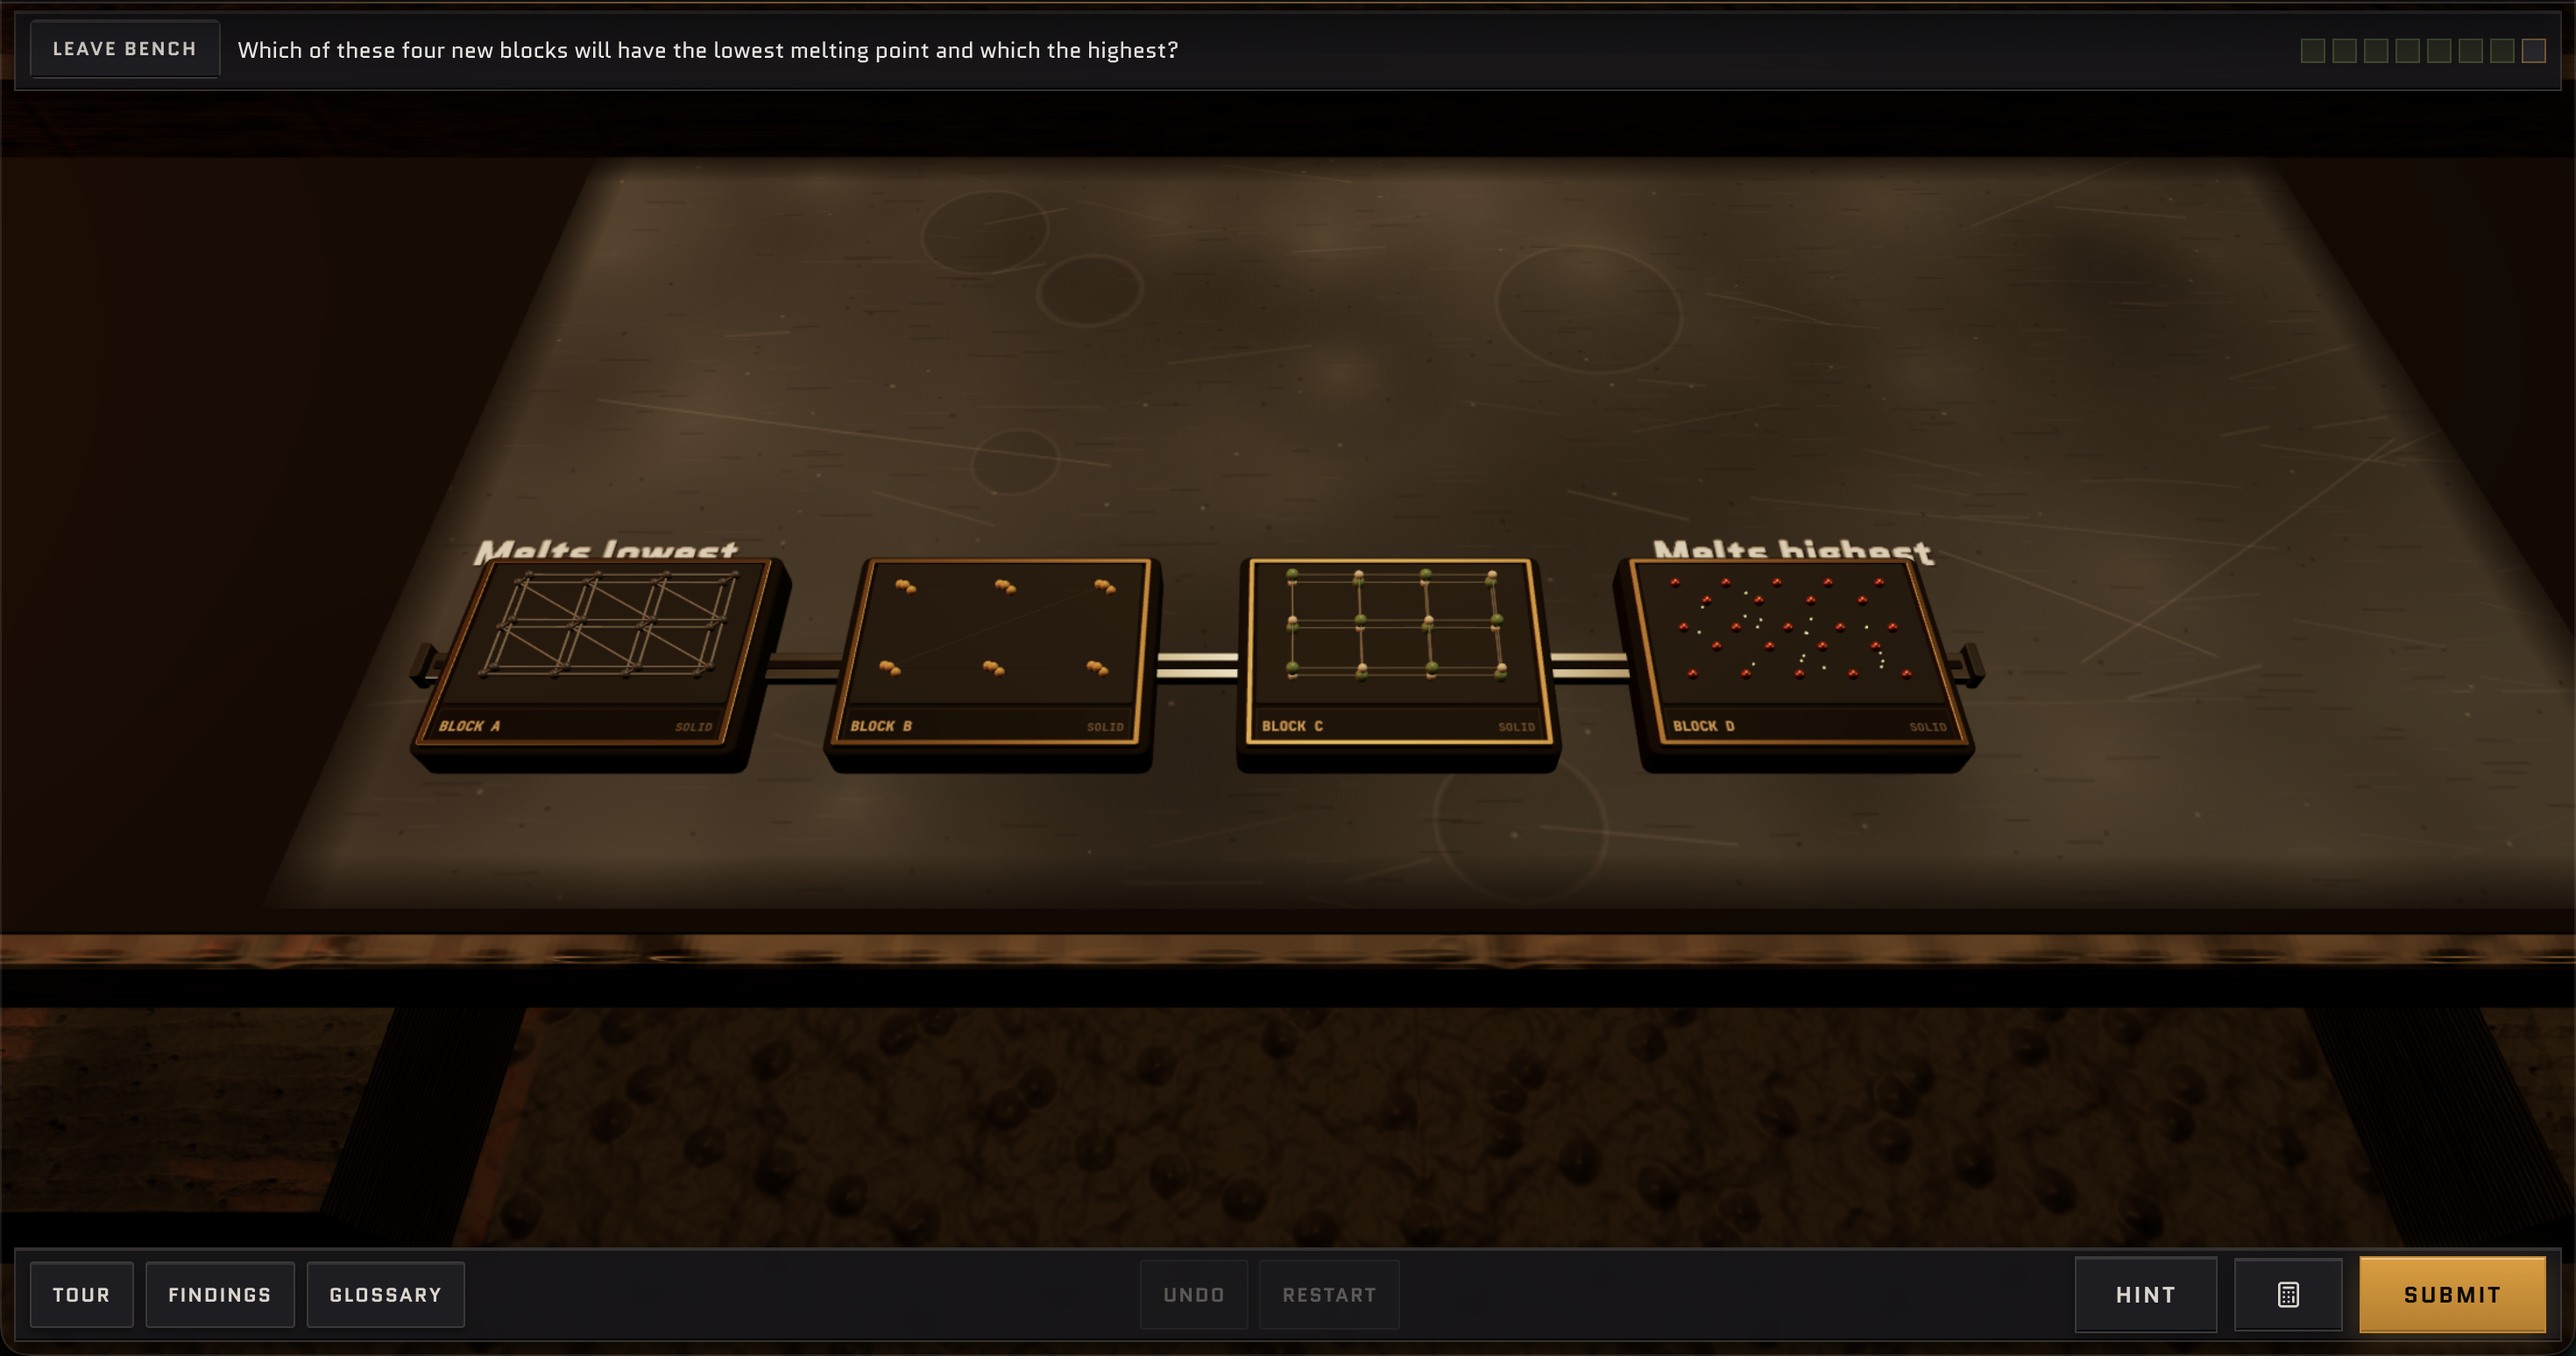 LEAVE BENCH
Which of these four new blocks will have the lowest melting point and which the highest?
Melts lowest
Melts highest
BLOCK A SOLID
BLOCK B SOLID
BLOCK C SOLID
BLOCK D SOLID
TOUR
FINDINGS
GLOSSARY
UNDO
RESTART
HINT
SUBMIT